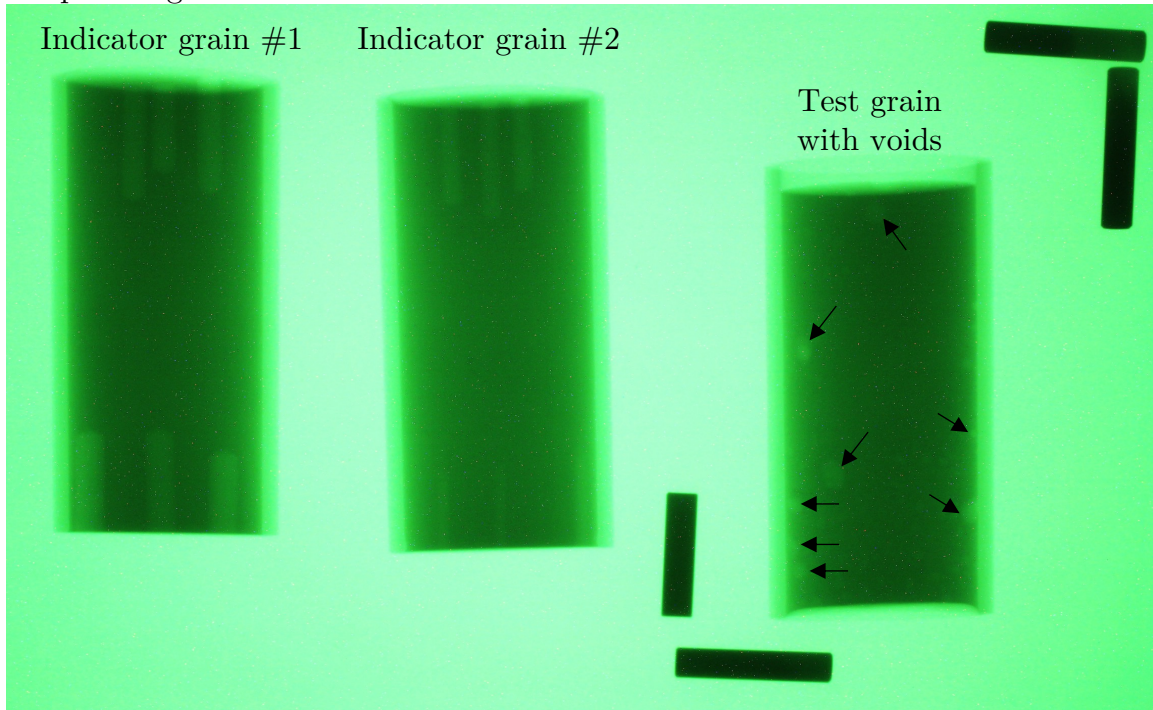 Indicator grain #1
Indicator grain #2
Test grain
with voids